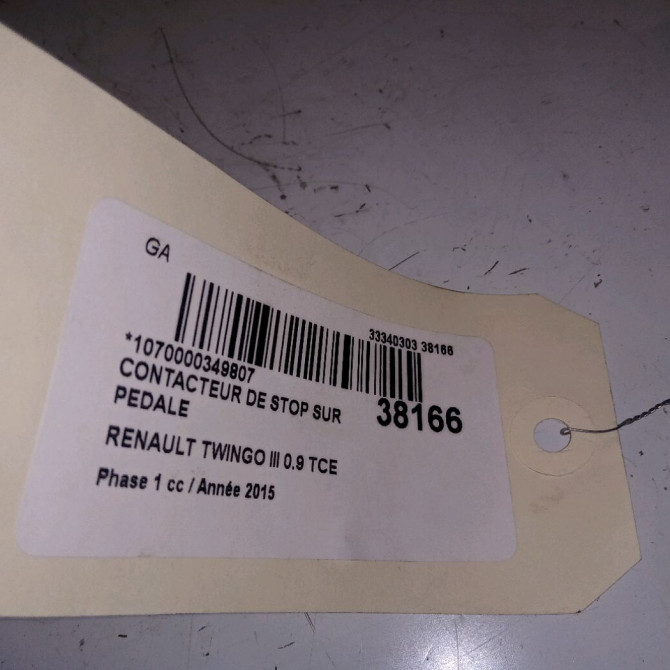 GA
33340303 38166
*1070000349807
CONTACTEUR DE STOP SUR
PEDALE
38166
RENAULT TWINGO III 0.9 TCE
Phase 1 cc / Année 2015